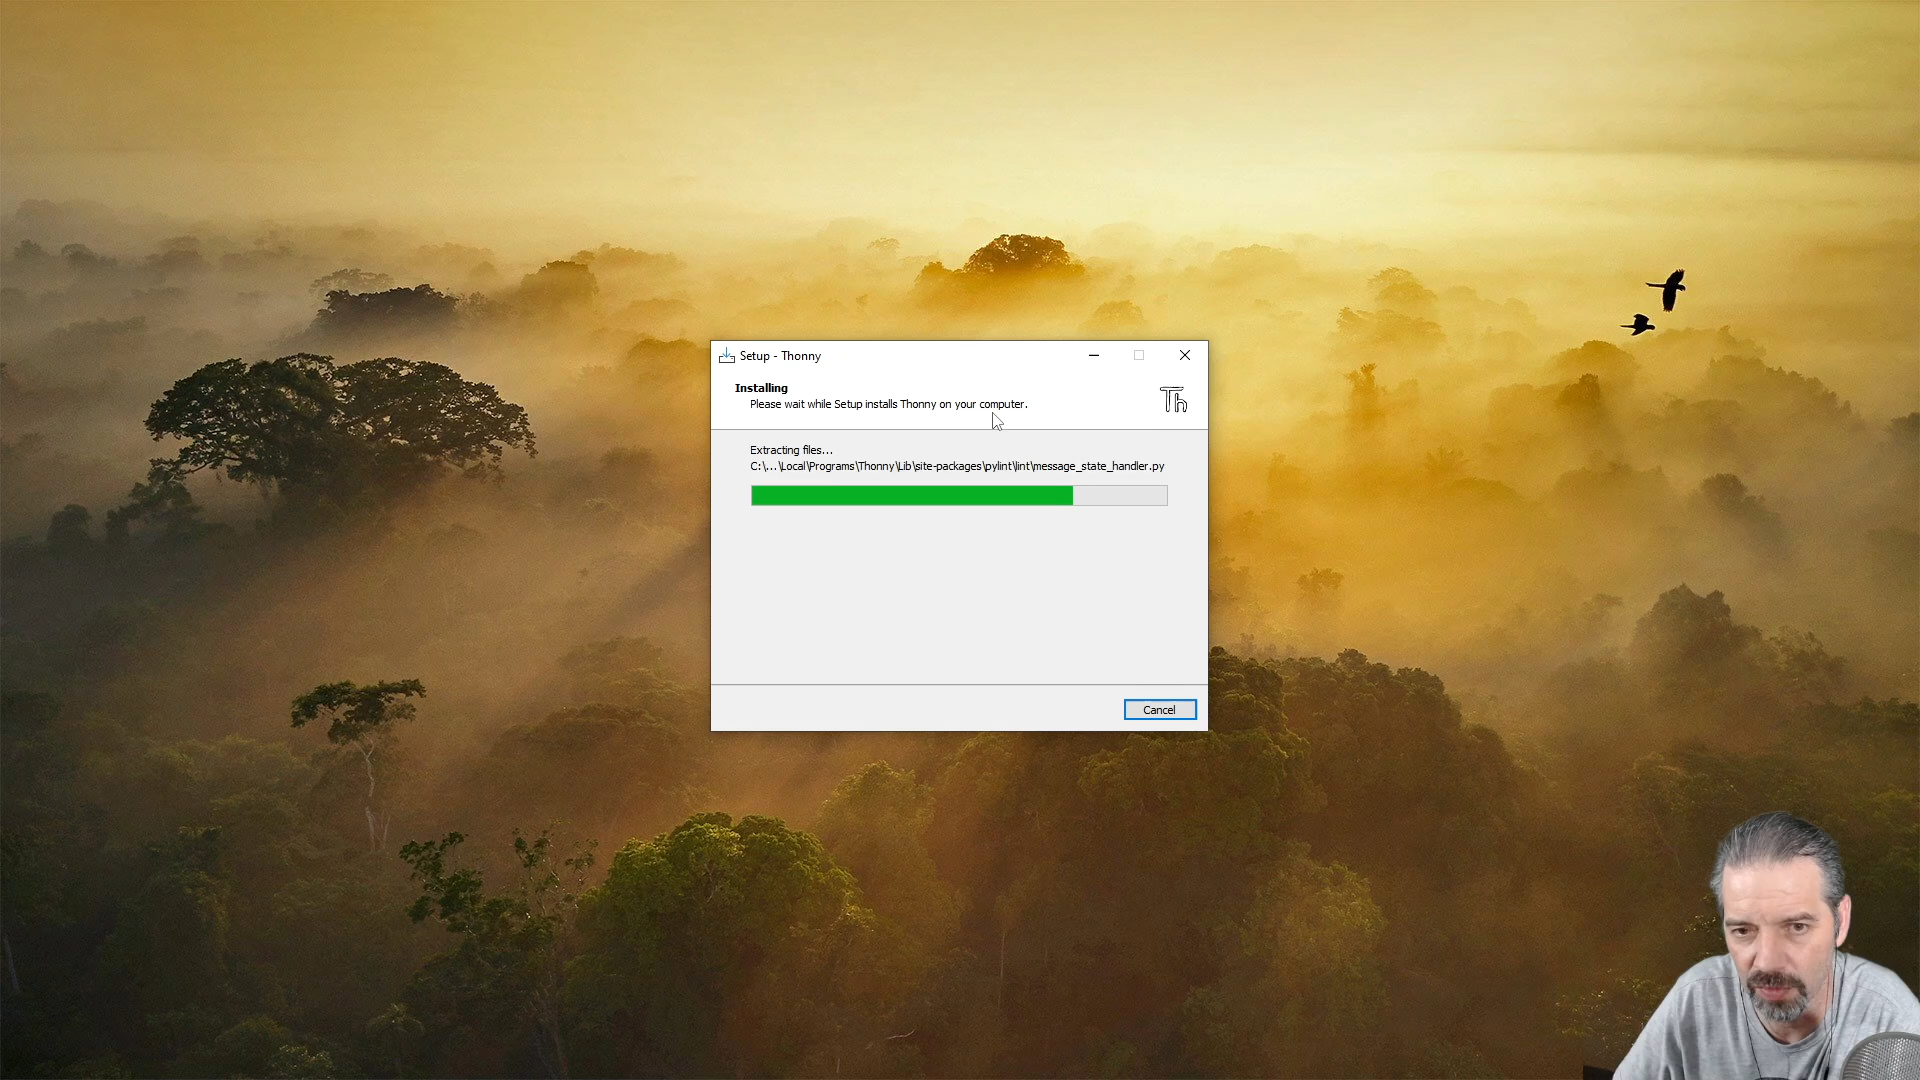 Setup - Thonny
Installing
Please wait while Setup installs Thonny on your computer.
Th
Extracting files...
C:\...\Local\Programs\Thonny\Lib\site-packages\pylint\lint\message_state_handler.py
Cancel